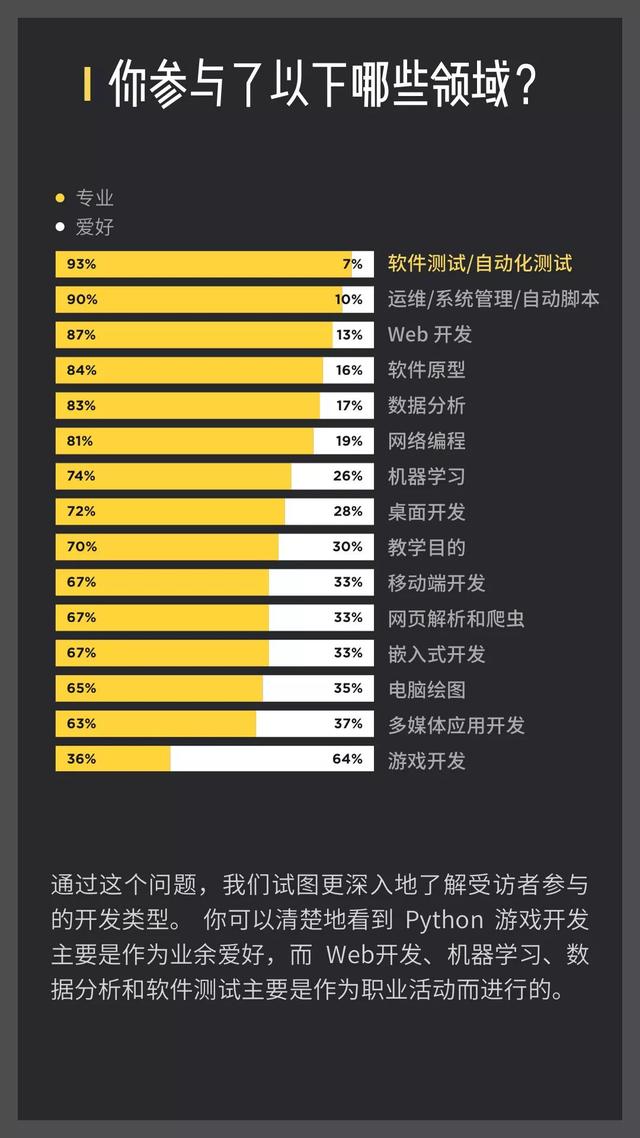 你参与了以下哪些领域？
专业
爱好
93% 7% 软件测试/自动化测试
90% 10% 运维/系统管理/自动脚本
87% 13% Web 开发
84% 16% 软件原型
83% 17% 数据分析
81% 19% 网络编程
74% 26% 机器学习
72% 28% 桌面开发
70% 30% 教学目的
67% 33% 移动端开发
67% 33% 网页解析和爬虫
67% 33% 嵌入式开发
65% 35% 电脑绘图
63% 37% 多媒体应用开发
36% 64% 游戏开发
通过这个问题，我们试图更深入地了解受访者参与
的开发类型。 你可以清楚地看到 Python 游戏开发
主要是作为业余爱好，而 Web开发、机器学习、数
据分析和软件测试主要是作为职业活动而进行的。